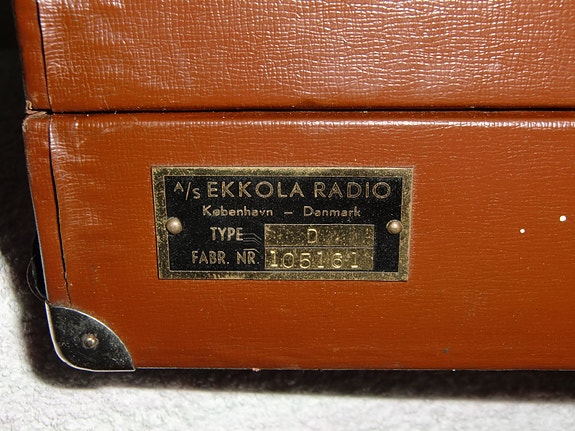 A/S EKKOLA RADIO
København – Danmark
TYPE D
FABR. NR. 105161